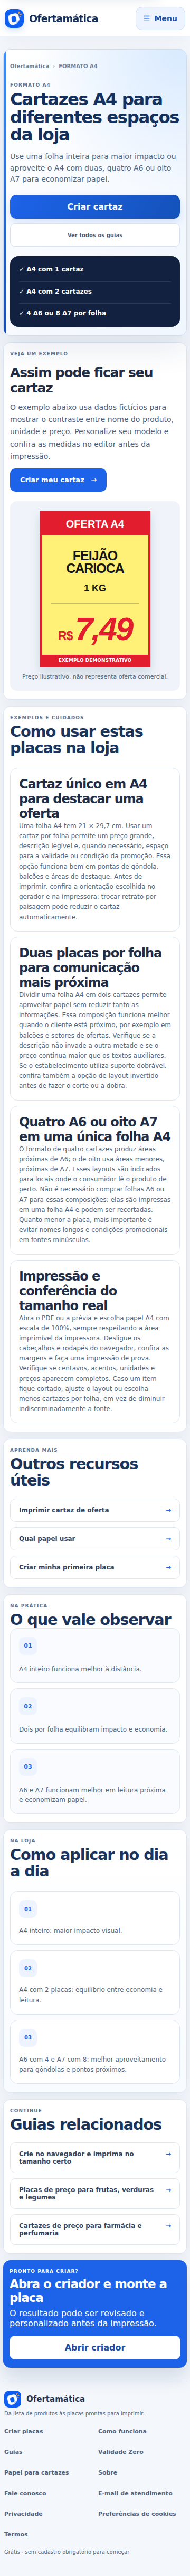 Ofertamática
☰ Menu
Ofertamática › FORMATO A4
FORMATO A4
Cartazes A4 para
diferentes espaços
da loja
Use uma folha inteira para maior impacto ou
aproveite o A4 com duas, quatro A6 ou oito
A7 para economizar papel.
Criar cartaz
Ver todos os guias
✓ A4 com 1 cartaz
✓ A4 com 2 cartazes
✓ 4 A6 ou 8 A7 por folha
VEJA UM EXEMPLO
Assim pode ficar seu
cartaz
O exemplo abaixo usa dados fictícios para
mostrar o contraste entre nome do produto,
unidade e preço. Personalize seu modelo e
confira as medidas no editor antes da
impressão.
Criar meu cartaz →
OFERTA A4
FEIJÃO
CARIOCA
1 KG
R$ 7,49
EXEMPLO DEMONSTRATIVO
Preço ilustrativo, não representa oferta comercial.
EXEMPLOS E CUIDADOS
Como usar estas
placas na loja
Cartaz único em A4
para destacar uma
oferta
Uma folha A4 tem 21 × 29,7 cm. Usar um
cartaz por folha permite um preço grande,
descrição legível e, quando necessário, espaço
para a validade ou condição da promoção. Essa
opção funciona bem em pontas de gôndola,
balcões e áreas de destaque. Antes de
imprimir, confira a orientação escolhida no
gerador e na impressora: trocar retrato por
paisagem pode reduzir o cartaz
automaticamente.
Duas placas por folha
para comunicação
mais próxima
Dividir uma folha A4 em dois cartazes permite
aproveitar papel sem reduzir tanto as
informações. Essa composição funciona melhor
quando o cliente está próximo, por exemplo em
balcões e setores de ofertas. Verifique se a
descrição não invade a outra metade e se o
preço continua maior que os textos auxiliares.
Se o estabelecimento utiliza suporte dobrável,
confira também a opção de layout invertido
antes de fazer o corte ou a dobra.
Quatro A6 ou oito A7
em uma única folha A4
O formato de quatro cartazes produz áreas
próximas de A6; o de oito usa áreas menores,
próximas de A7. Esses layouts são indicados
para locais onde o consumidor lê o produto de
perto. Não é necessário comprar folhas A6 ou
A7 para essas composições: elas são impressas
em uma folha A4 e podem ser recortadas.
Quanto menor a placa, mais importante é
evitar nomes longos e condições promocionais
em fontes minúsculas.
Impressão e
conferência do
tamanho real
Abra o PDF ou a prévia e escolha papel A4 com
escala de 100%, sempre respeitando a área
imprimível da impressora. Desligue os
cabeçalhos e rodapés do navegador, confira as
margens e faça uma impressão de prova.
Verifique se centavos, acentos, unidades e
preços aparecem completos. Caso um item
fique cortado, ajuste o layout ou escolha
menos cartazes por folha, em vez de diminuir
indiscriminadamente a fonte.
APRENDA MAIS
Outros recursos
úteis
Imprimir cartaz de oferta →
Qual papel usar →
Criar minha primeira placa →
NA PRÁTICA
O que vale observar
01
A4 inteiro funciona melhor à distância.
02
Dois por folha equilibram impacto e economia.
03
A6 e A7 funcionam melhor em leitura próxima
e economizam papel.
NA LOJA
Como aplicar no dia
a dia
01
A4 inteiro: maior impacto visual.
02
A4 com 2 placas: equilíbrio entre economia e
leitura.
03
A6 com 4 e A7 com 8: melhor aproveitamento
para gôndolas e pontos próximos.
CONTINUE
Guias relacionados
Crie no navegador e imprima no
tamanho certo →
Placas de preço para frutas, verduras
e legumes →
Cartazes de preço para farmácia e
perfumaria →
PRONTO PARA CRIAR?
Abra o criador e monte a
placa
O resultado pode ser revisado e
personalizado antes da impressão.
Abrir criador
Ofertamática
Da lista de produtos às placas prontas para imprimir.
Criar placas
Como funciona
Guias
Validade Zero
Papel para cartazes
Sobre
Fale conosco
E-mail de atendimento
Privacidade
Preferências de cookies
Termos
Grátis · sem cadastro obrigatório para começar